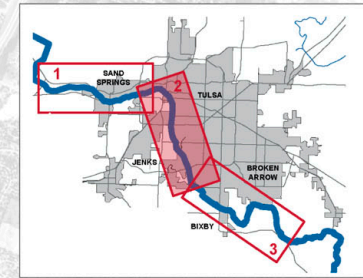 1
SAND
SPRINGS
2
TULSA
JENKS
BROKEN
ARROW
BIXBY
3